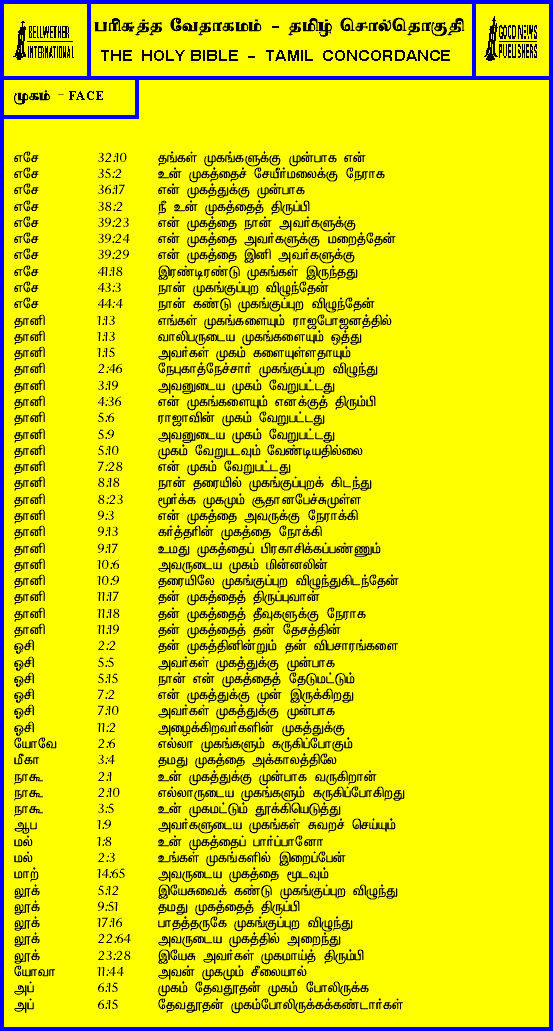 BELLWETHER
INTERNATIONAL
பரிசுத்த வேதாகமம் - தமிழ் சொல்தொகுதி
THE HOLY BIBLE - TAMIL CONCORDANCE
GOOD NEWS
PUBLISHERS
முகம் - FACE
எசே 32:10 தங்கள் முகங்களுக்கு முன்பாக என்
எசே 35:2 உன் முகத்தைச் சேயீர்மலைக்கு நேராக
எசே 36:17 என் முகத்துக்கு முன்பாக
எசே 38:2 நீ உன் முகத்தைத் திருப்பி
எசே 39:23 என் முகத்தை நான் அவர்களுக்கு
எசே 39:24 என் முகத்தை அவர்களுக்கு மறைத்தேன்
எசே 39:29 என் முகத்தை இனி அவர்களுக்கு
எசே 41:18 இரண்டிரண்டு முகங்கள் இருந்தது
எசே 43:3 நான் முகங்குப்புற விழுந்தேன்
எசே 44:4 நான் கண்டு முகங்குப்புற விழுந்தேன்
தானி 1:13 எங்கள் முகங்களையும் ராஜபோஜனத்தில்
தானி 1:13 வாலிபருடைய முகங்களையும் ஒத்து
தானி 1:15 அவர்கள் முகம் களையுள்ளதாயும்
தானி 2:46 நேபுகாத்நேச்சார் முகங்குப்புற விழுந்து
தானி 3:19 அவனுடைய முகம் வேறுபட்டது
தானி 4:36 என் முகங்களையும் எனக்குத் திரும்பி
தானி 5:6 ராஜாவின் முகம் வேறுபட்டது
தானி 5:9 அவனுடைய முகம் வேறுபட்டது
தானி 5:10 முகம் வேறுபடவும் வேண்டியதில்லை
தானி 7:28 என் முகம் வேறுபட்டது
தானி 8:18 நான் தரையில் முகங்குப்புறக் கிடந்து
தானி 8:23 மூர்க்க முகமும் சூதானபேச்சுமுள்ள
தானி 9:3 என் முகத்தை அவருக்கு நேராக்கி
தானி 9:13 கர்த்தரின் முகத்தை நோக்கி
தானி 9:17 உமது முகத்தைப் பிரகாசிக்கப்பண்ணும்
தானி 10:6 அவருடைய முகம் மின்னலின்
தானி 10:9 தரையிலே முகங்குப்புற விழுந்துகிடந்தேன்
தானி 11:17 தன் முகத்தைத் திருப்புவான்
தானி 11:18 தன் முகத்தைத் தீவுகளுக்கு நேராக
தானி 11:19 தன் முகத்தைத் தன் தேசத்தின்
ஓசி 2:2 தன் முகத்தினின்றும் தன் விபசாரங்களை
ஓசி 5:5 அவர்கள் முகத்துக்கு முன்பாக
ஓசி 5:15 நான் என் முகத்தைத் தேடுமட்டும்
ஓசி 7:2 என் முகத்துக்கு முன் இருக்கிறது
ஓசி 7:10 அவர்கள் முகத்துக்கு முன்பாக
ஓசி 11:2 அழைக்கிறவர்களின் முகத்துக்கு
யோவே 2:6 எல்லா முகங்களும் கருகிப்போகும்
மீகா 3:4 தமது முகத்தை அக்காலத்திலே
நாகூ 2:1 உன் முகத்துக்கு முன்பாக வருகிறான்
நாகூ 2:10 எல்லாருடைய முகங்களும் கருகிப்போகிறது
நாகூ 3:5 உன் முகமட்டும் தூக்கியெடுத்து
ஆப 1:9 அவர்களுடைய முகங்கள் சுவறச் செய்யும்
மல் 1:8 உன் முகத்தைப் பார்ப்பானோ
மல் 2:3 உங்கள் முகங்களில் இறைப்பேன்
மாற் 14:65 அவருடைய முகத்தை மூடவும்
லூக் 5:12 இயேசுவைக் கண்டு முகங்குப்புற விழுந்து
லூக் 9:51 தமது முகத்தைத் திருப்பி
லூக் 17:16 பாதத்தருகே முகங்குப்புற விழுந்து
லூக் 22:64 அவருடைய முகத்தில் அறைந்து
லூக் 23:28 இயேசு அவர்கள் முகமாய்த் திரும்பி
யோவா 11:44 அவன் முகமும் சீலையால்
அப் 6:15 முகம் தேவதூதன் முகம் போலிருக்க
அப் 6:15 தேவதூதன் முகம்போலிருக்கக்கண்டார்கள்